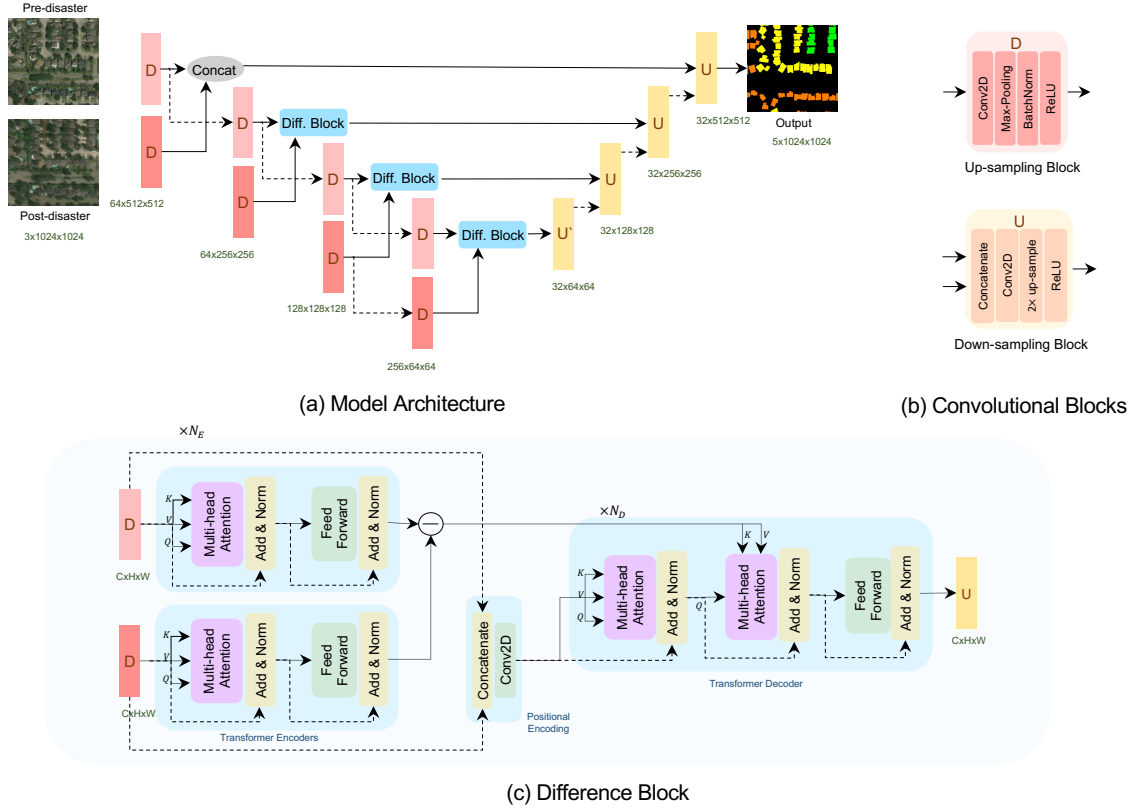 Pre-disaster
Post-disaster
3x1024x1024
D
D
64x512x512
Concat
D
D
64x256x256
Diff. Block
D
D
128x128x128
Diff. Block
D
D
256x64x64
Diff. Block
U`
32x64x64
U
32x128x128
U
32x256x256
U
32x512x512
Output
5x1024x1024
(a) Model Architecture
D
Conv2D
Max-Pooling
BatchNorm
ReLU
Up-sampling Block
U
Concatenate
Conv2D
2× up-sample
ReLU
Down-sampling Block
(b) Convolutional Blocks
×N_E
D
CxHxW
K
V
Q
Multi-head
Attention
Add & Norm
Feed
Forward
Add & Norm
D
CxHxW
K
V
Q
Multi-head
Attention
Add & Norm
Feed
Forward
Add & Norm
Transformer Encoders
Concatenate
Conv2D
Positional
Encoding
×N_D
K
V
Q
Multi-head
Attention
Add & Norm
Q
K
V
Multi-head
Attention
Add & Norm
Feed
Forward
Add & Norm
Transformer Decoder
U
CxHxW
(c) Difference Block